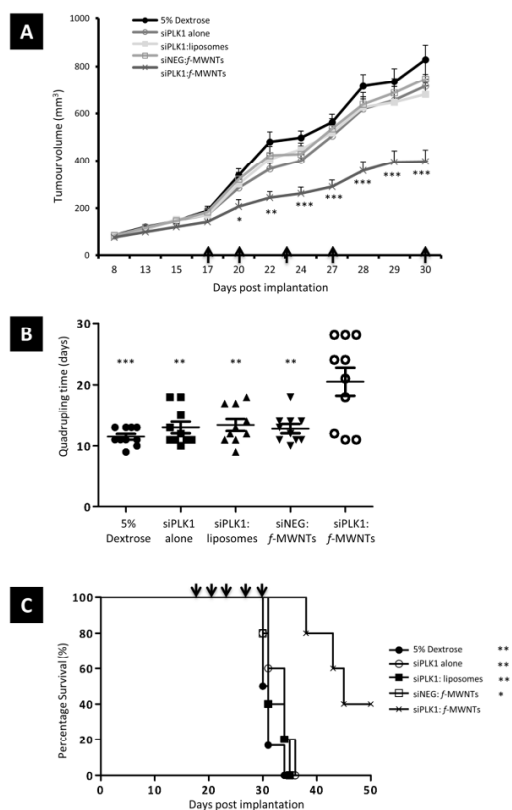 A
5% Dextrose
siPLK1 alone
siPLK1:liposomes
siNEG:f-MWNTs
siPLK1:f-MWNTs
Tumour volume (mm³)
1000
800
600
400
200
0
* ** *** *** *** *** ***
8 13 15 17 20 22 24 27 28 29 30
Days post implantation
B
Quadrupling time (days)
30
20
10
0
*** ** ** **
5% Dextrose
siPLK1 alone
siPLK1: liposomes
siNEG: f-MWNTs
siPLK1: f-MWNTs
C
Percentage Survival (%)
100
80
60
40
20
0
0 10 20 30 40 50
Days post implantation
5% Dextrose **
siPLK1 alone **
siPLK1: liposomes **
siNEG: f-MWNTs *
siPLK1: f-MWNTs